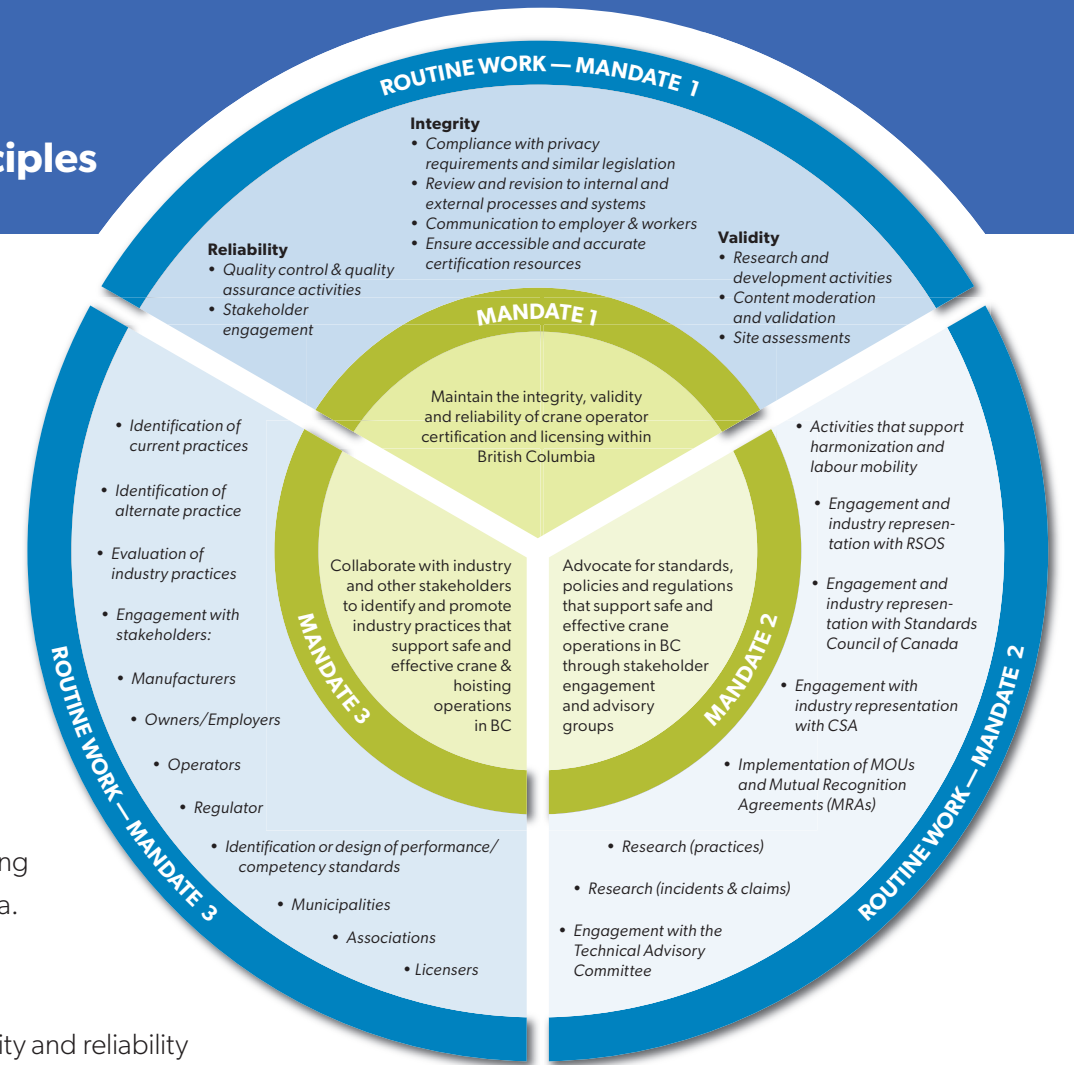 ciples
ROUTINE WORK — MANDATE 1
Integrity
• Compliance with privacy
requirements and similar legislation
• Review and revision to internal and
external processes and systems
• Communication to employer & workers
• Ensure accessible and accurate
certification resources
Reliability
• Quality control & quality
assurance activities
• Stakeholder
engagement
Validity
• Research and
development activities
• Content moderation
and validation
• Site assessments
MANDATE 1
Maintain the integrity, validity
and reliability of crane operator
certification and licensing within
British Columbia
• Identification of
current practices
• Identification of
alternate practice
• Evaluation of
industry practices
• Engagement with
stakeholders:
• Manufacturers
• Owners/Employers
• Operators
• Regulator
• Identification or design of performance/
competency standards
• Municipalities
• Associations
• Licensers
ROUTINE WORK — MANDATE 3
MANDATE 3
Collaborate with industry
and other stakeholders
to identify and promote
industry practices that
support safe and
effective crane &
hoisting
operations
in BC
Advocate for standards,
policies and regulations
that support safe and
effective crane
operations in BC
through stakeholder
engagement
and advisory
groups
MANDATE 2
• Activities that support
harmonization and
labour mobility
• Engagement and
industry represen-
tation with RSOS
• Engagement and
industry represen-
tation with Standards
Council of Canada
• Engagement with
industry representation
with CSA
• Implementation of MOUs
and Mutual Recognition
Agreements (MRAs)
• Research (practices)
• Research (incidents & claims)
• Engagement with the
Technical Advisory
Committee
ROUTINE WORK — MANDATE 2
ng
a.
ity and reliability